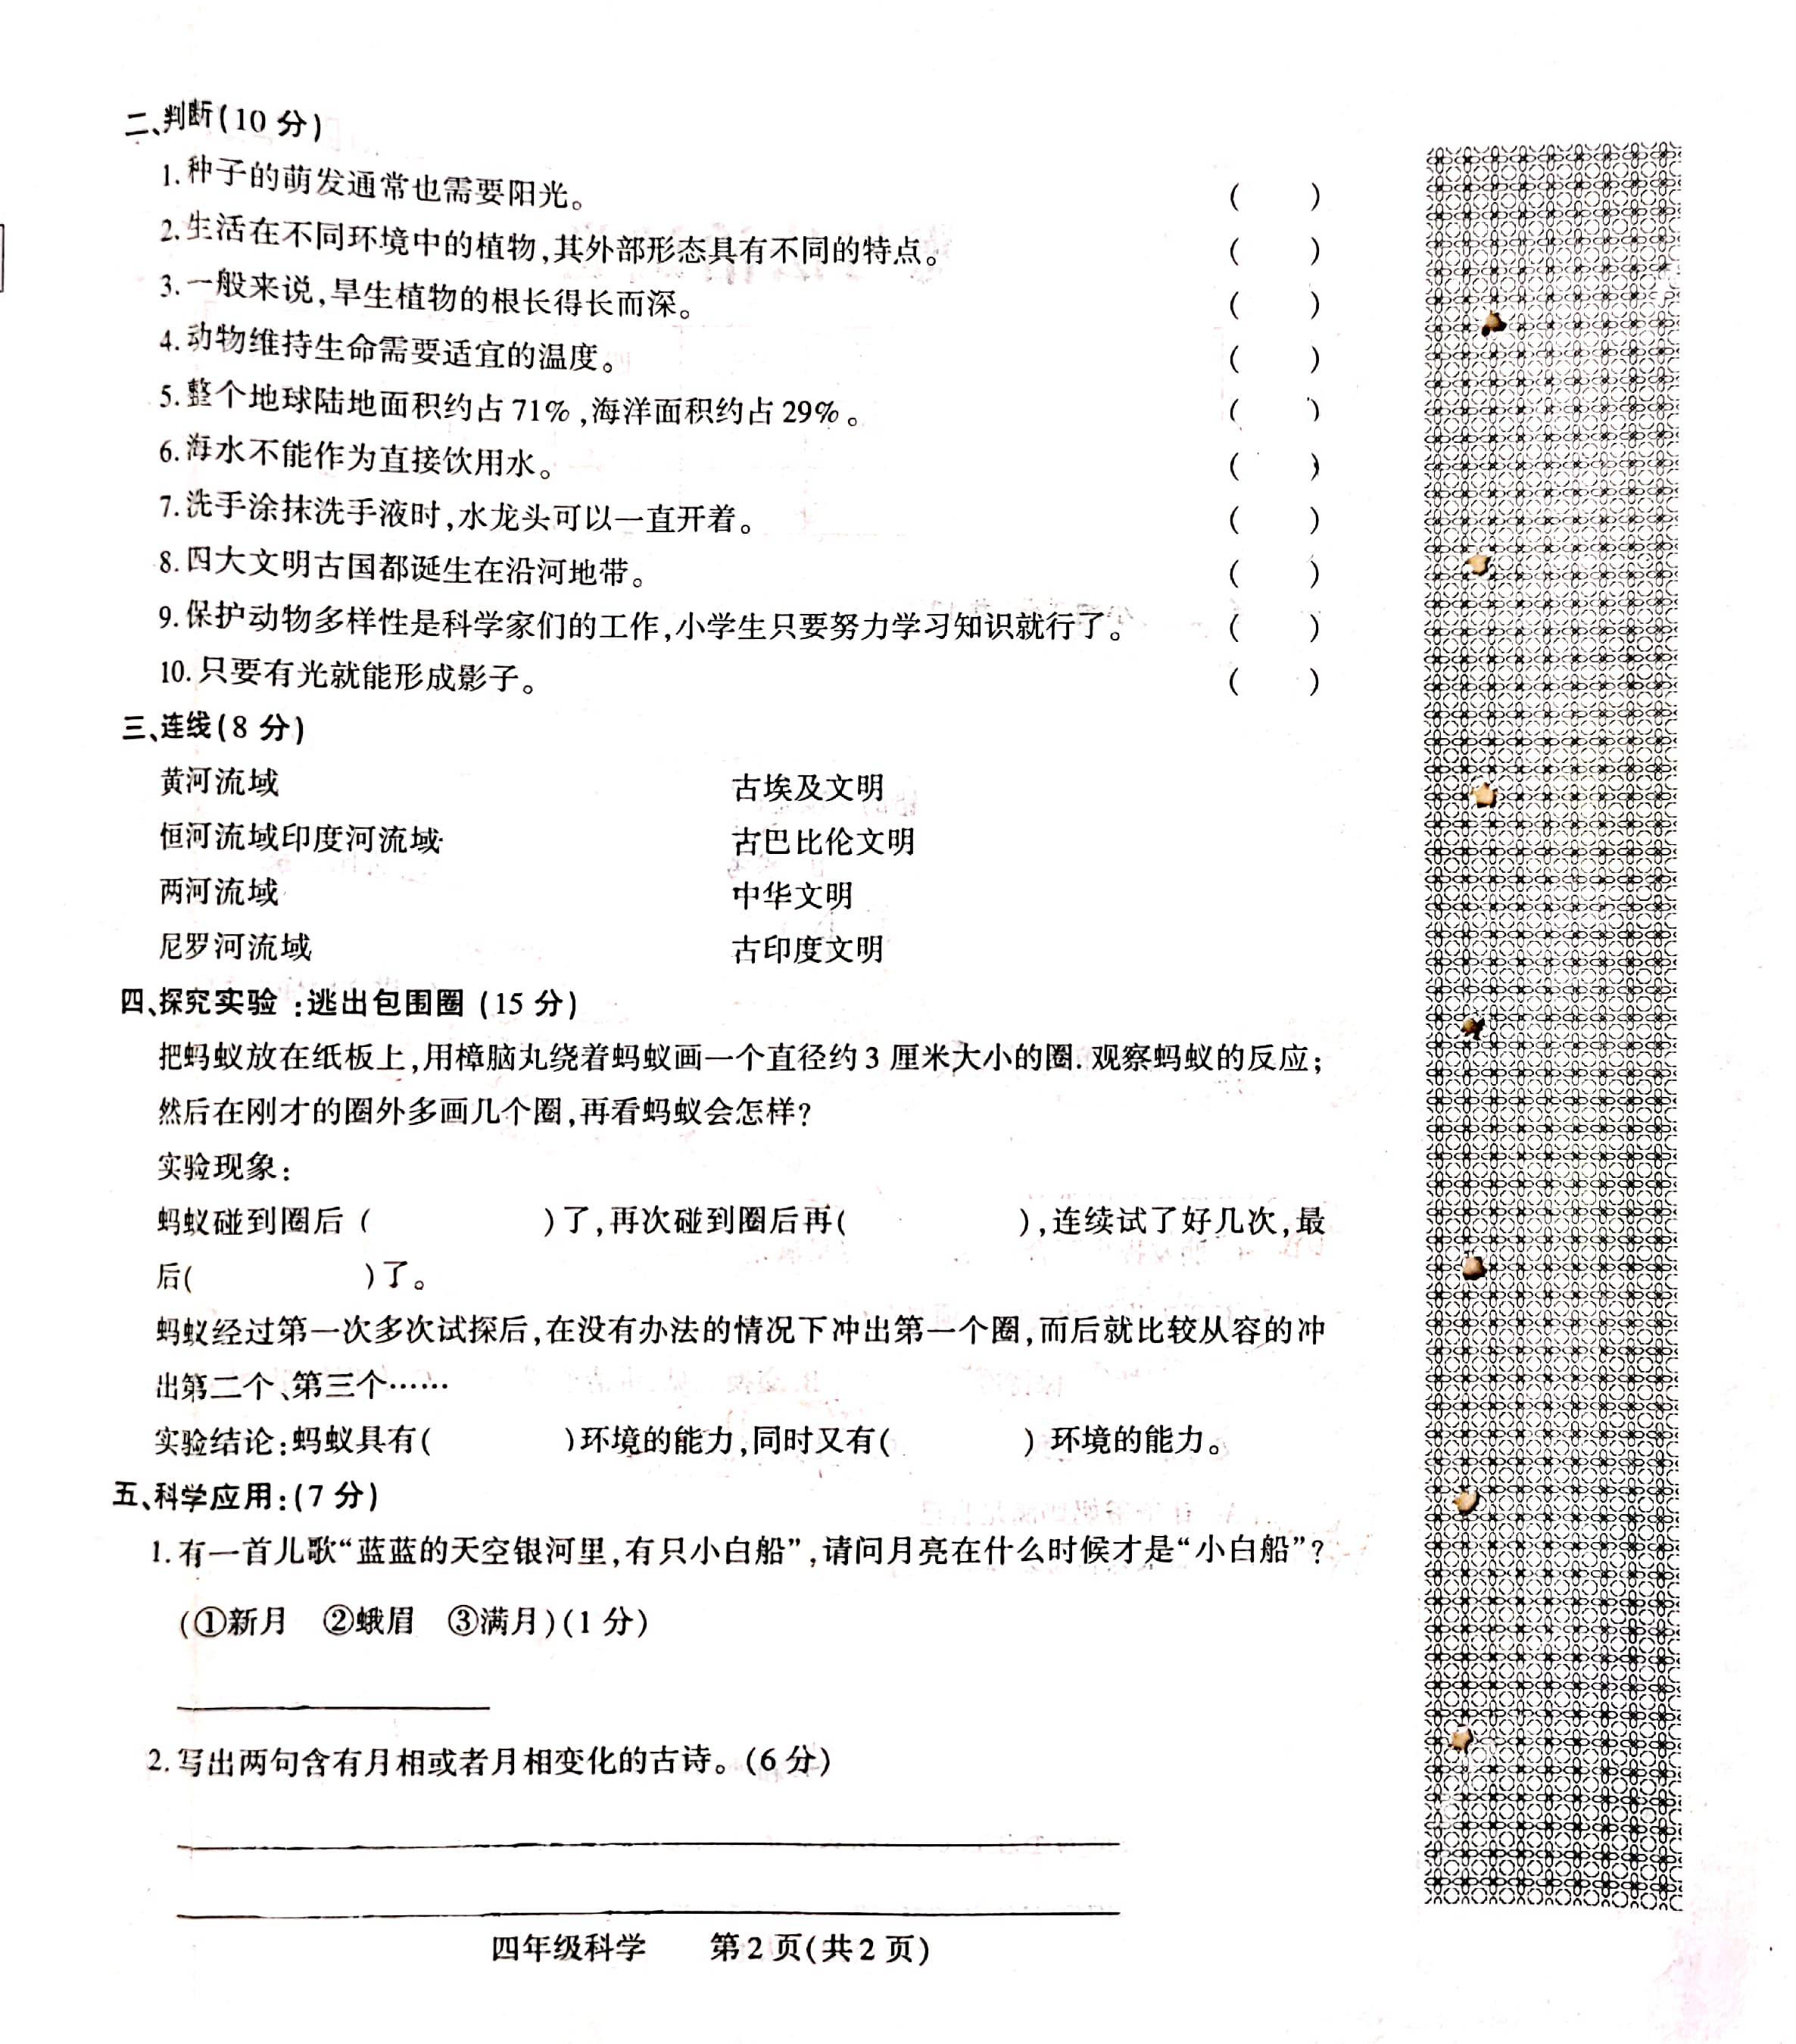 二、判断(10 分)
1.种子的萌发通常也需要阳光。 ( )
2.生活在不同环境中的植物,其外部形态具有不同的特点。 ( )
3.一般来说,旱生植物的根长得长而深。 ( )
4.动物维持生命需要适宜的温度。 ( )
5.整个地球陆地面积约占 71%,海洋面积约占 29%。 ( )
6.海水不能作为直接饮用水。 ( )
7.洗手涂抹洗手液时,水龙头可以一直开着。 ( )
8.四大文明古国都诞生在沿河地带。 ( )
9.保护动物多样性是科学家们的工作,小学生只要努力学习知识就行了。 ( )
10.只要有光就能形成影子。 ( )
三、连线(8 分)
黄河流域 古埃及文明
恒河流域印度河流域 古巴比伦文明
两河流域 中华文明
尼罗河流域 古印度文明
四、探究实验:逃出包围圈 (15 分)
把蚂蚁放在纸板上,用樟脑丸绕着蚂蚁画一个直径约 3 厘米大小的圈.观察蚂蚁的反应;
然后在刚才的圈外多画几个圈,再看蚂蚁会怎样?
实验现象:
蚂蚁碰到圈后 ( )了,再次碰到圈后再( ),连续试了好几次,最
后( )了。
蚂蚁经过第一次多次试探后,在没有办法的情况下冲出第一个圈,而后就比较从容的冲
出第二个、第三个……
实验结论:蚂蚁具有( )环境的能力,同时又有( ) 环境的能力。
五、科学应用:(7 分)
1.有一首儿歌“蓝蓝的天空银河里,有只小白船”,请问月亮在什么时候才是“小白船”?
(①新月 ②蛾眉 ③满月)(1 分)
2.写出两句含有月相或者月相变化的古诗。(6 分)
四年级科学 第 2 页(共 2 页)